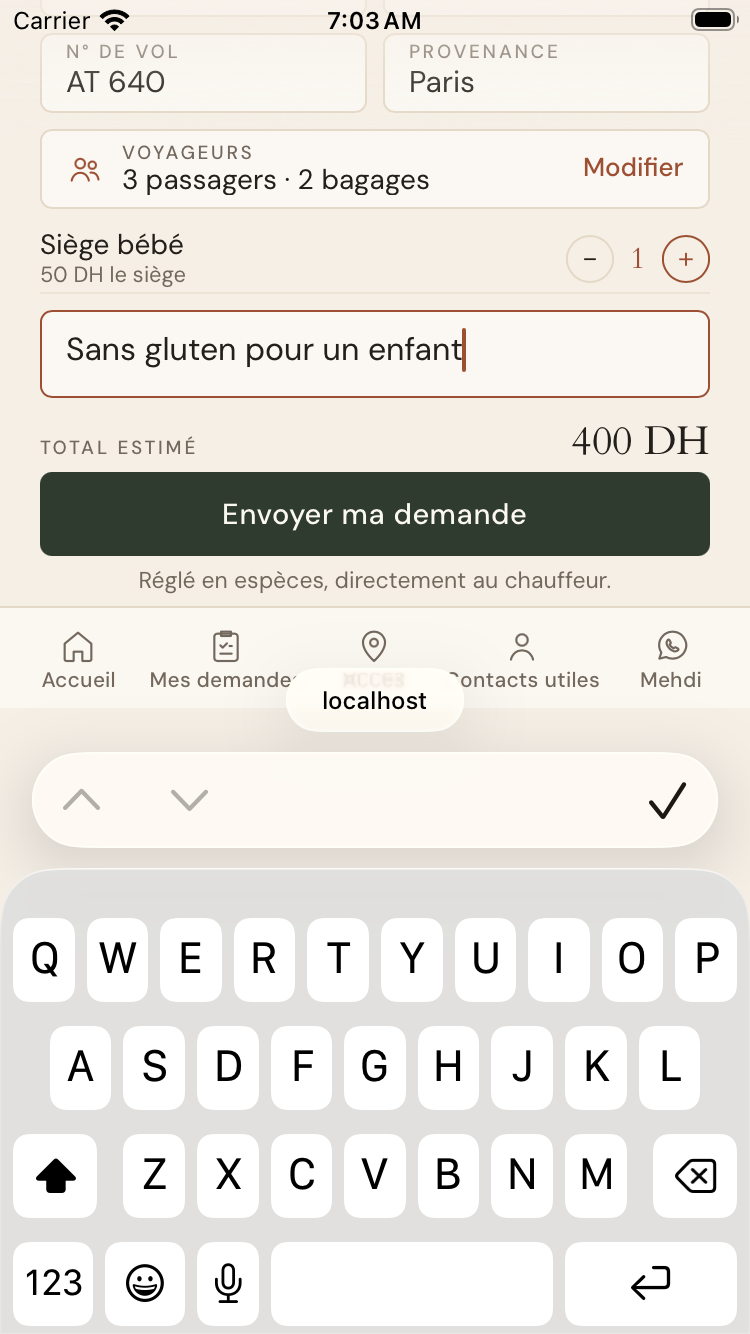 Carrier 7:03 AM
N° DE VOL PROVENANCE
AT 640 Paris
VOYAGEURS
3 passagers · 2 bagages Modifier
Siège bébé
50 DH le siège
− 1 +
Sans gluten pour un enfant
TOTAL ESTIMÉ 400 DH
Envoyer ma demande
Réglé en espèces, directement au chauffeur.
Accueil Mes demandes Contacts utiles Mehdi
localhost
Q W E R T Y U I O P
A S D F G H J K L
Z X C V B N M
123